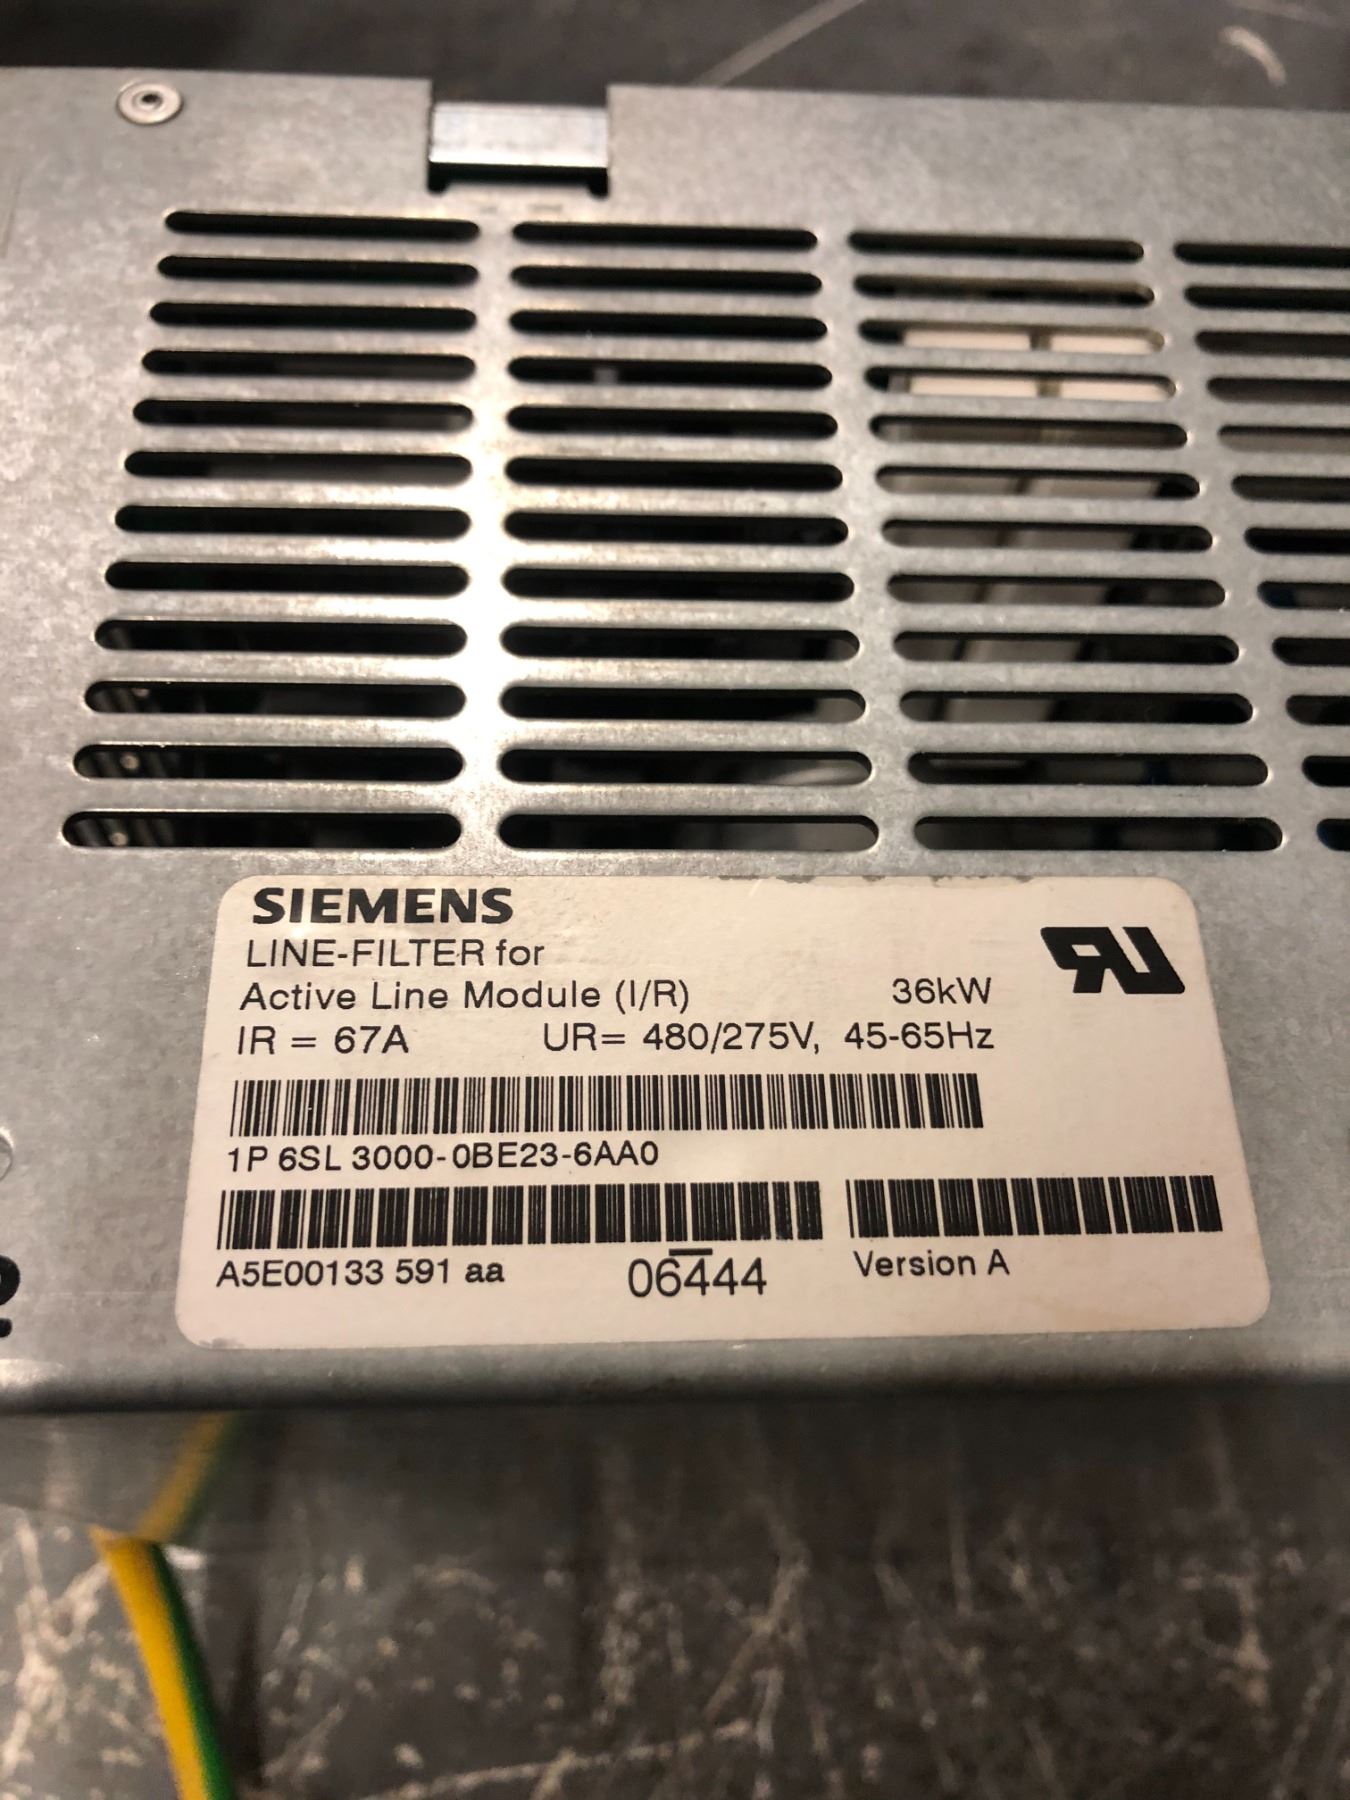 SIEMENS
LINE-FILTER for
Active Line Module (I/R) 36kW
IR = 67A UR= 480/275V, 45-65Hz
1P 6SL 3000-0BE23-6AA0
A5E00133 591 aa 06444 Version A